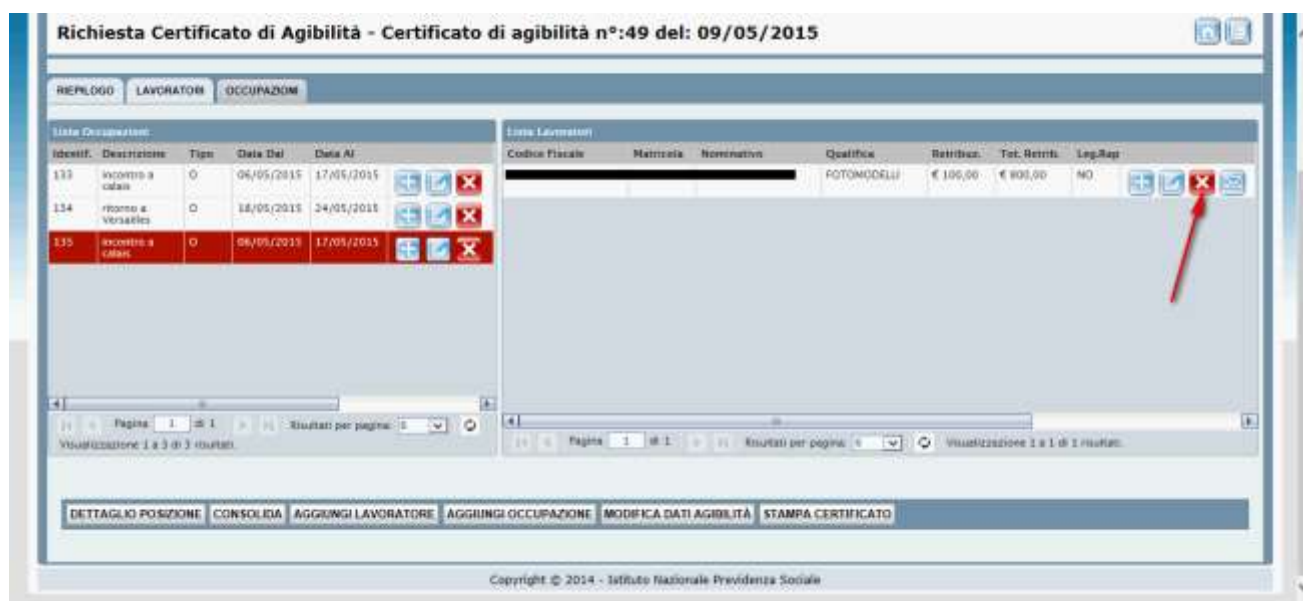 Richiesta Certificato di Agibilità - Certificato di agibilità n°:49 del: 09/05/2015
RIEPILOGO LAVORATORI OCCUPAZIONI
Lista Occupazioni
Identif. Descrizione Tipo Data Dal Data Al
133 incontro a calais O 06/05/2015 17/05/2015
134 ritorno a Versailles O 18/05/2015 24/05/2015
135 incontro a calais O 06/05/2015 17/05/2015
Pagina 1 di 1 Risultati per pagina:
Visualizzazione 1 a 3 di 3 risultati.
Lista Lavoratori
Codice Fiscale Matricola Nominativo Qualifica Retribuz. Tot. Retrib. Leg.Rap
FOTOMODELLI € 100,00 € 800,00 NO
Pagina 1 di 1 Risultati per pagina: Visualizzazione 1 a 1 di 1 risultati.
DETTAGLIO POSIZIONE CONSOLIDA AGGIUNGI LAVORATORE AGGIUNGI OCCUPAZIONE MODIFICA DATI AGIBILITÀ STAMPA CERTIFICATO
Copyright © 2014 - Istituto Nazionale Previdenza Sociale